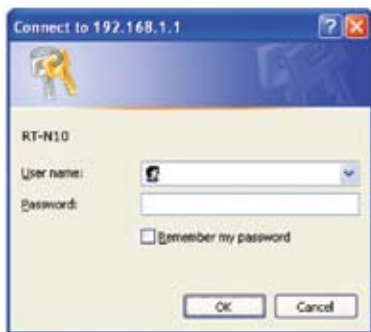 Connect to 192.168.1.1
RT-N10
User name:
Password:
Remember my password
OK
Cancel